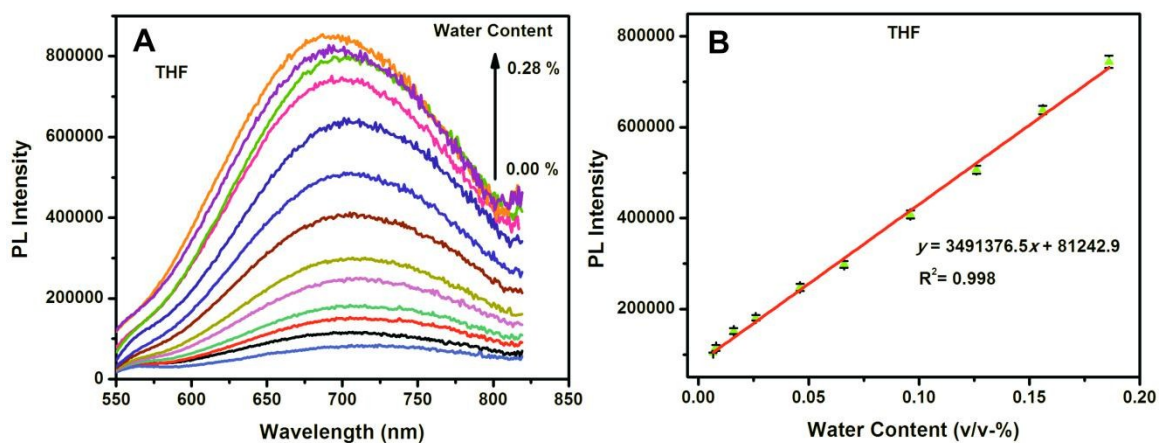 A
THF
Water Content
0.28 %
0.00 %
PL Intensity
800000
600000
400000
200000
0
550 600 650 700 750 800 850
Wavelength (nm)
B
THF
PL Intensity
800000
600000
400000
200000
y = 3491376.5x + 81242.9
R²= 0.998
0.00 0.05 0.10 0.15 0.20
Water Content (v/v-%)